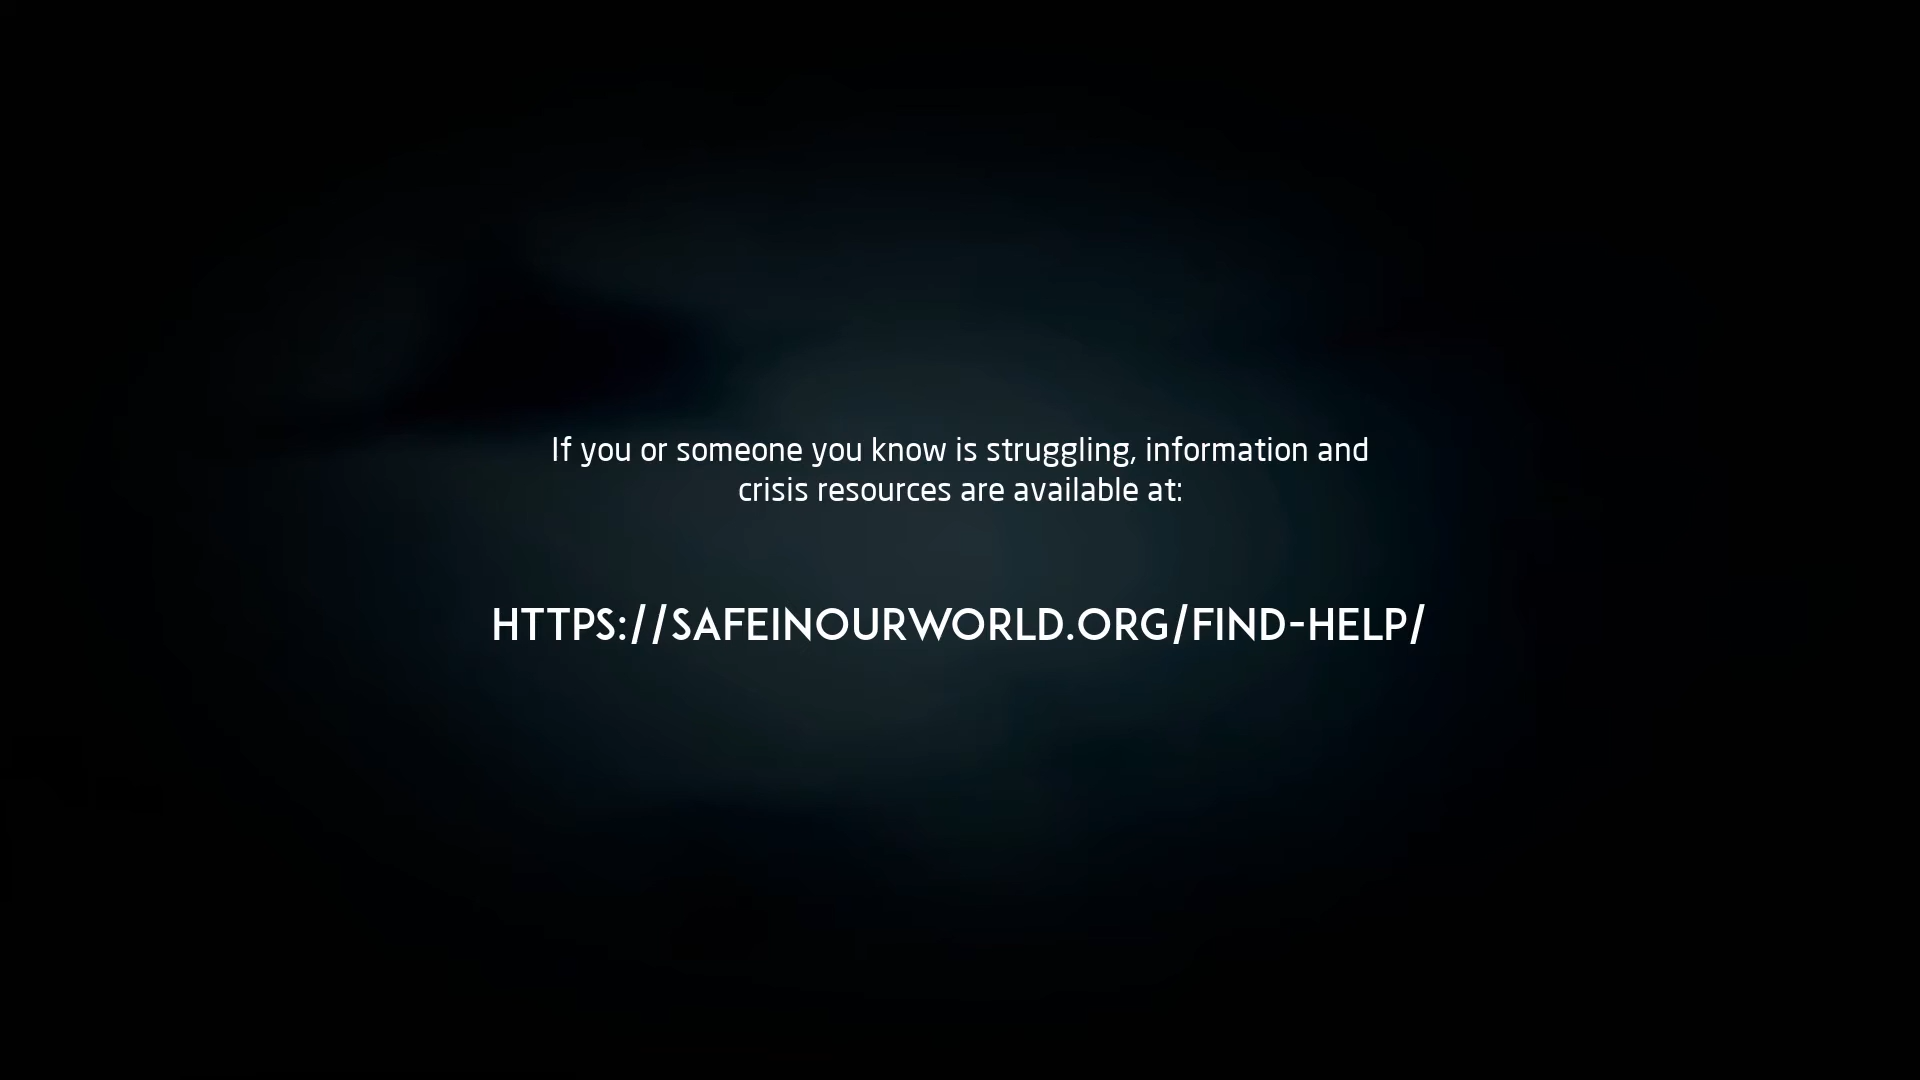 If you or someone you know is struggling, information and
crisis resources are available at:
HTTPS://SAFEINOURWORLD.ORG/FIND-HELP/